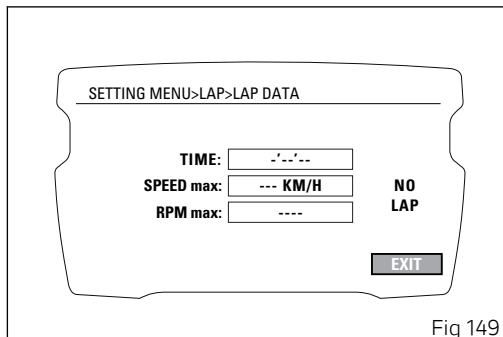 SETTING MENU>LAP>LAP DATA
TIME: -'--'--
SPEED max: --- KM/H
NO
LAP
RPM max: ----
EXIT
Fig 149